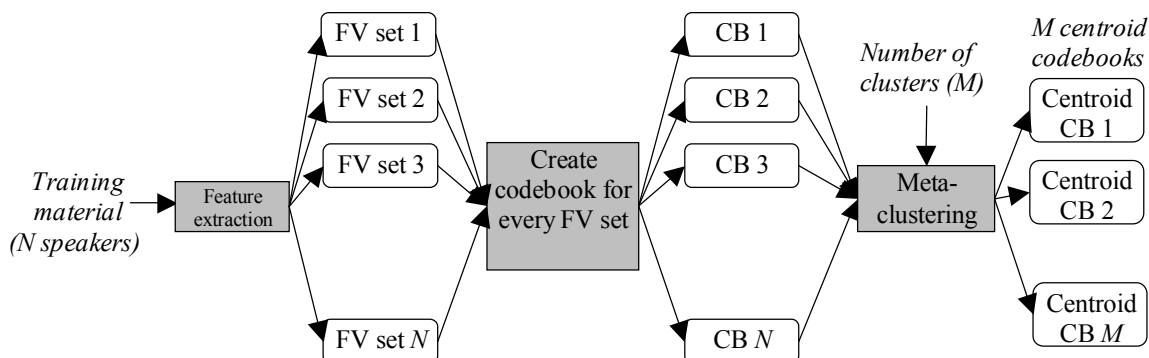 Training
material
(N speakers)
Feature
extraction
FV set 1
FV set 2
FV set 3
FV set N
Create
codebook for
every FV set
CB 1
CB 2
CB 3
CB N
Number of
clusters (M)
Meta-
clustering
M centroid
codebooks
Centroid
CB 1
Centroid
CB 2
Centroid
CB M